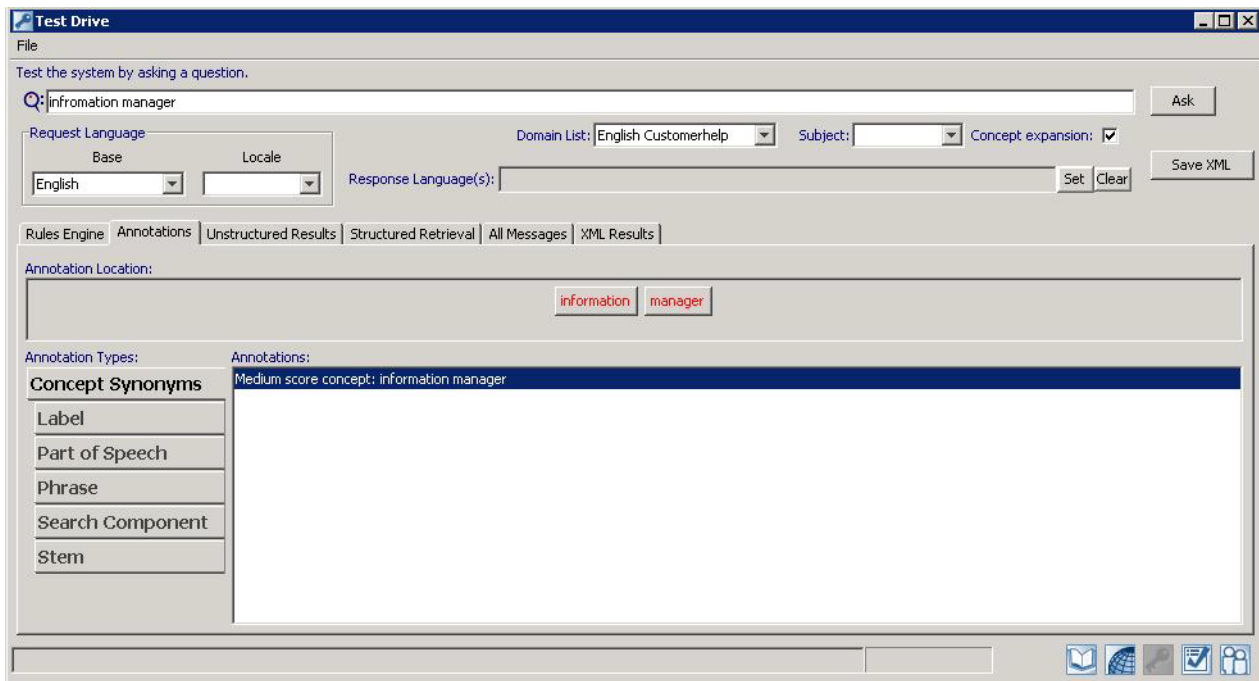 Test Drive
File
Test the system by asking a question.
Q: infromation manager
Ask
Request Language
Domain List: English Customerhelp Subject: Concept expansion:
Base Locale
Save XML
English
Response Language(s): Set Clear
Rules Engine Annotations Unstructured Results Structured Retrieval All Messages XML Results
Annotation Location:
information manager
Annotation Types: Annotations:
Concept Synonyms Medium score concept: information manager
Label
Part of Speech
Phrase
Search Component
Stem